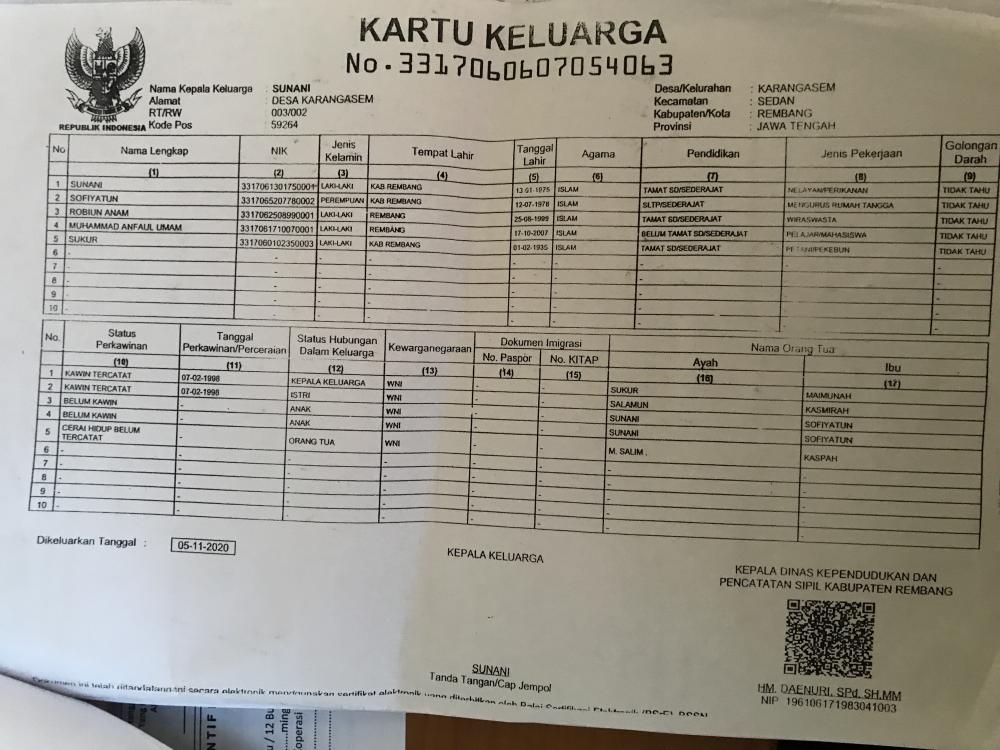 KARTU KELUARGA
No. 3317060607054063
REPUBLIK INDONESIA
Nama Kepala Keluarga : SUNANI
Alamat : DESA KARANGASEM
RT/RW : 003/002
Kode Pos : 59264
Desa/Kelurahan : KARANGASEM
Kecamatan : SEDAN
Kabupaten/Kota : REMBANG
Provinsi : JAWA TENGAH
No Nama Lengkap NIK Jenis Kelamin Tempat Lahir Tanggal Lahir Agama Pendidikan Jenis Pekerjaan Golongan Darah
(1) (2) (3) (4) (5) (6) (7) (8) (9)
1 SUNANI LAKI-LAKI KAB REMBANG 13-01-1975 ISLAM TAMAT SD/SEDERAJAT NELAYAN/PERIKANAN TIDAK TAHU
2 SOFIYATUN 3317065207780002 PEREMPUAN KAB REMBANG 12-07-1978 ISLAM SLTP/SEDERAJAT MENGURUS RUMAH TANGGA TIDAK TAHU
3 ROBIUN ANAM 3317062508990001 LAKI-LAKI REMBANG 25-08-1999 ISLAM TAMAT SD/SEDERAJAT WIRASWASTA TIDAK TAHU
4 MUHAMMAD ANFAUL UMAM 3317061710070001 LAKI-LAKI REMBANG 17-10-2007 ISLAM BELUM TAMAT SD/SEDERAJAT PELAJAR/MAHASISWA TIDAK TAHU
5 SUKUR 3317060102350003 LAKI-LAKI KAB REMBANG 01-02-1935 ISLAM TAMAT SD/SEDERAJAT PETANI/PEKEBUN TIDAK TAHU
6 - - - - - - - - -
7 - - - - - - - - -
8 - - - - - - - - -
9 - - - - - - - - -
10 - - - - - - - - -
No. Status Perkawinan Tanggal Perkawinan/Perceraian Status Hubungan Dalam Keluarga Kewarganegaraan Dokumen Imigrasi Nama Orang Tua
No. Paspor No. KITAP Ayah Ibu
(10) (11) (12) (13) (14) (15) (16) (17)
1 KAWIN TERCATAT 07-02-1998 KEPALA KELUARGA WNI - - SUKUR MAIMUNAH
2 KAWIN TERCATAT 07-02-1998 ISTRI WNI - - SALAMUN KASMIRAH
3 BELUM KAWIN - ANAK WNI - - SUNANI SOFIYATUN
4 BELUM KAWIN - ANAK WNI - - SUNANI SOFIYATUN
5 CERAI HIDUP BELUM TERCATAT - ORANG TUA WNI - - M. SALIM . KASPAH
6 - - - - - - - -
7 - - - - - - - -
8 - - - - - - - -
9 - - - - - - - -
10 - - - - - - - -
Dikeluarkan Tanggal : 05-11-2020
KEPALA KELUARGA
KEPALA DINAS KEPENDUDUKAN DAN
PENCATATAN SIPIL KABUPATEN REMBANG
SUNANI
Tanda Tangan/Cap Jempol
HM. DAENURI, SPd, SH.MM
NIP 196106171983041003
Dokumen ini telah ditandatangani secara elektronik menggunakan sertifikat elektronik yang diterbitkan oleh Balai Sertifikasi Elektronik